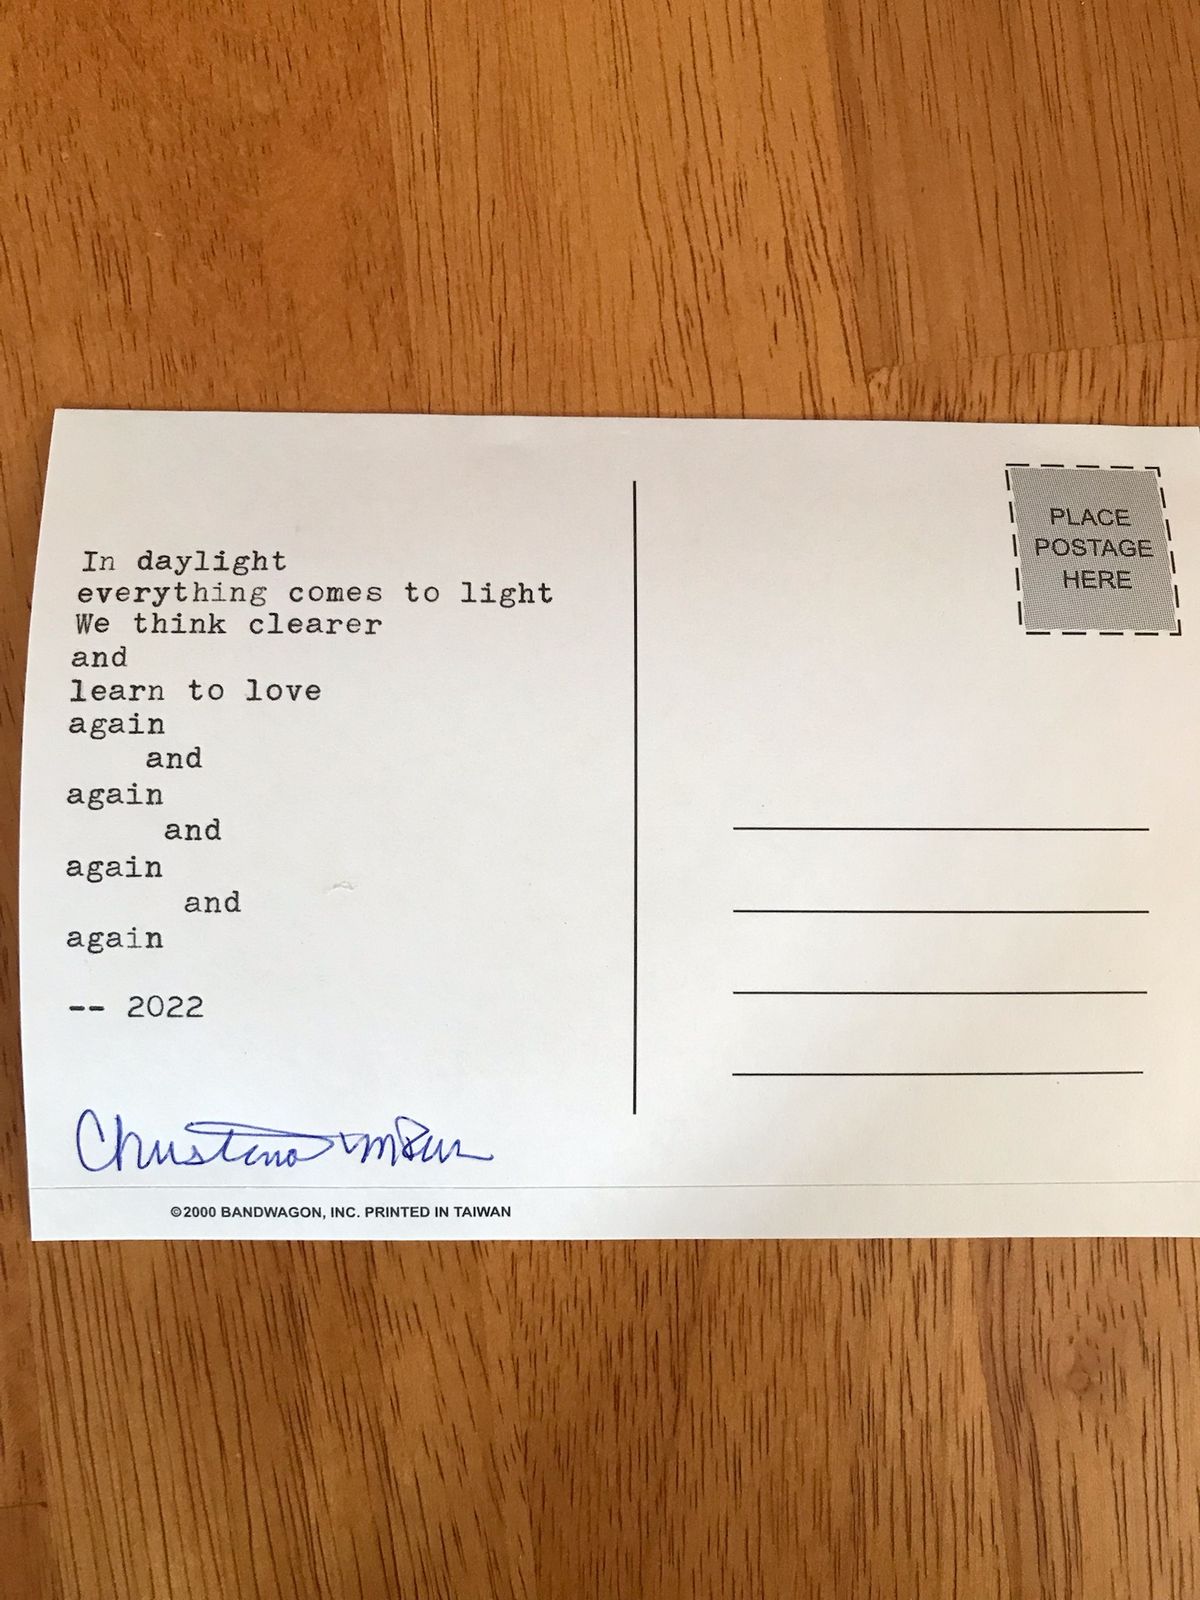 In daylight
everything comes to light
We think clearer
and
learn to love
again
and
again
and
again
and
again
-- 2022
Christina
©2000 BANDWAGON, INC. PRINTED IN TAIWAN
PLACE
POSTAGE
HERE